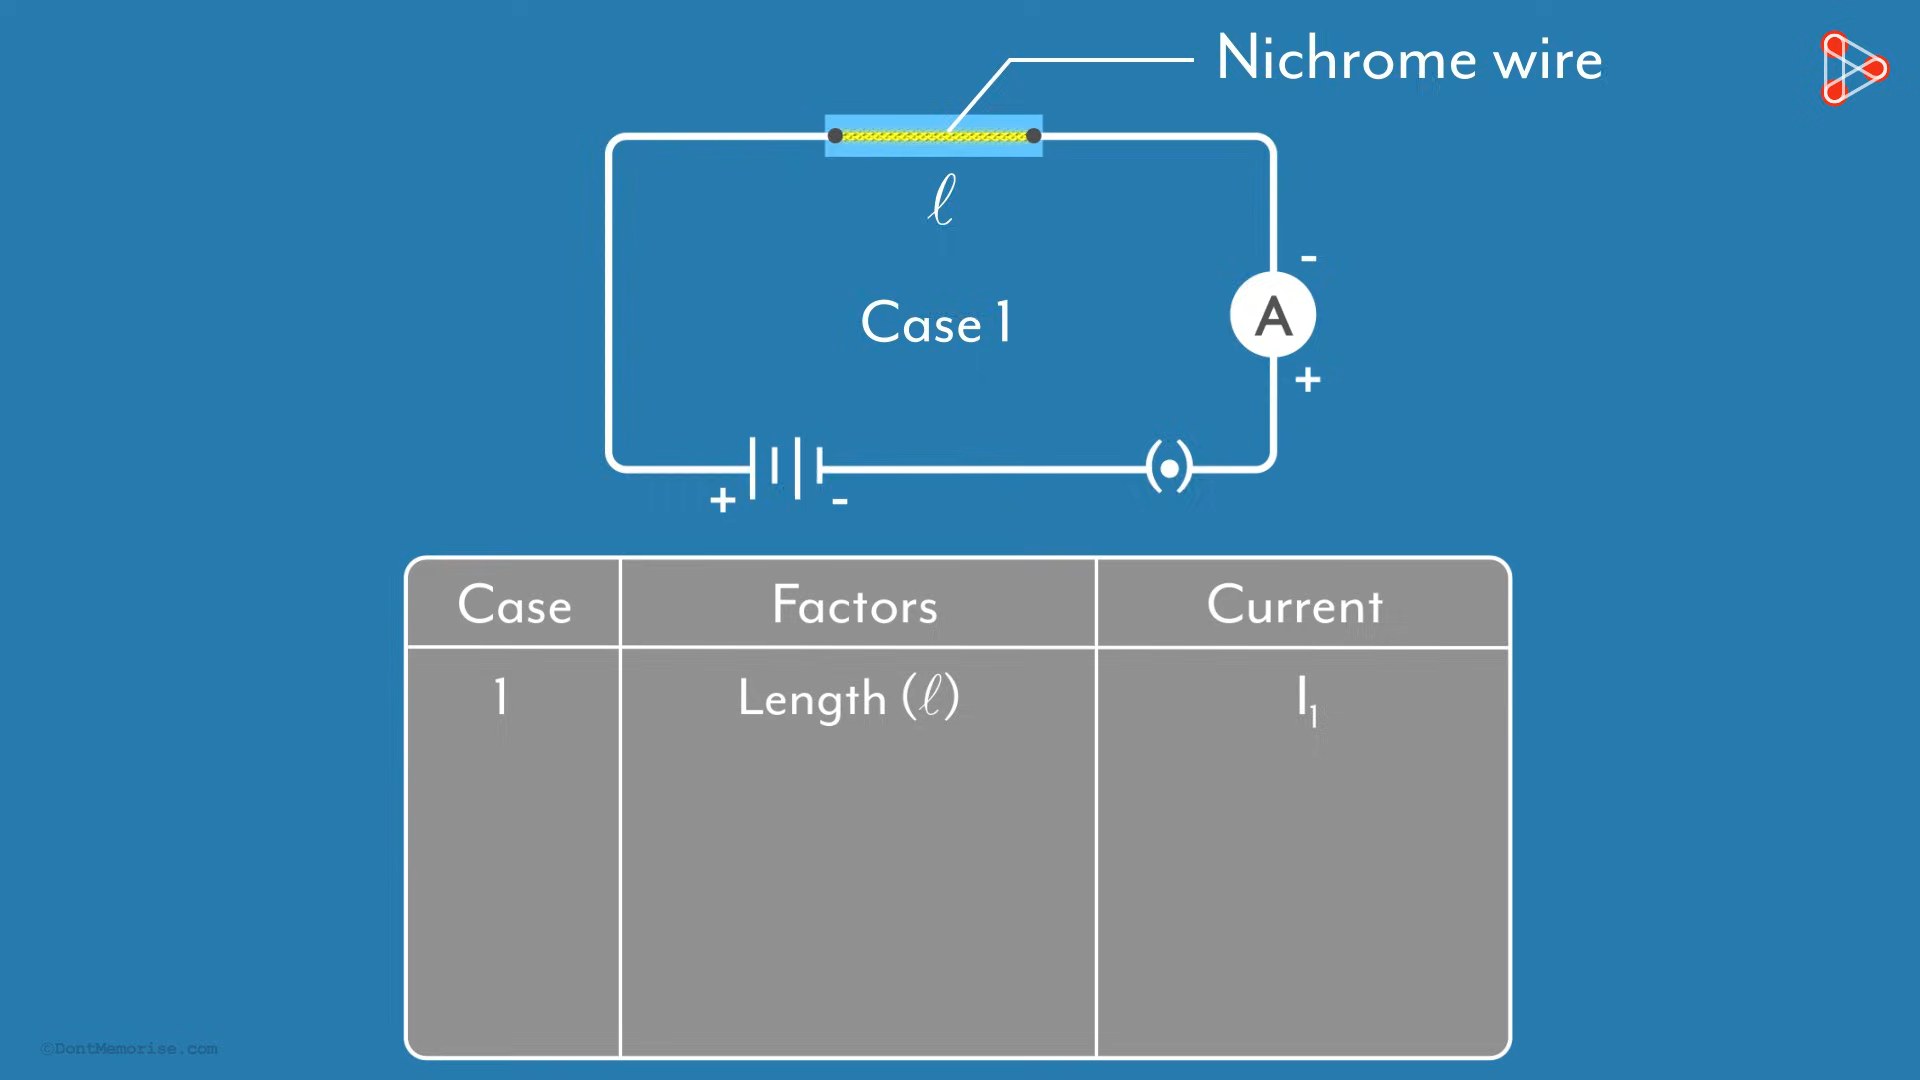 Nichrome wire
ℓ
Case 1
-
A
+
+
-
Case
Factors
Current
1
Length (ℓ)
I₁
©DontMemorise.com